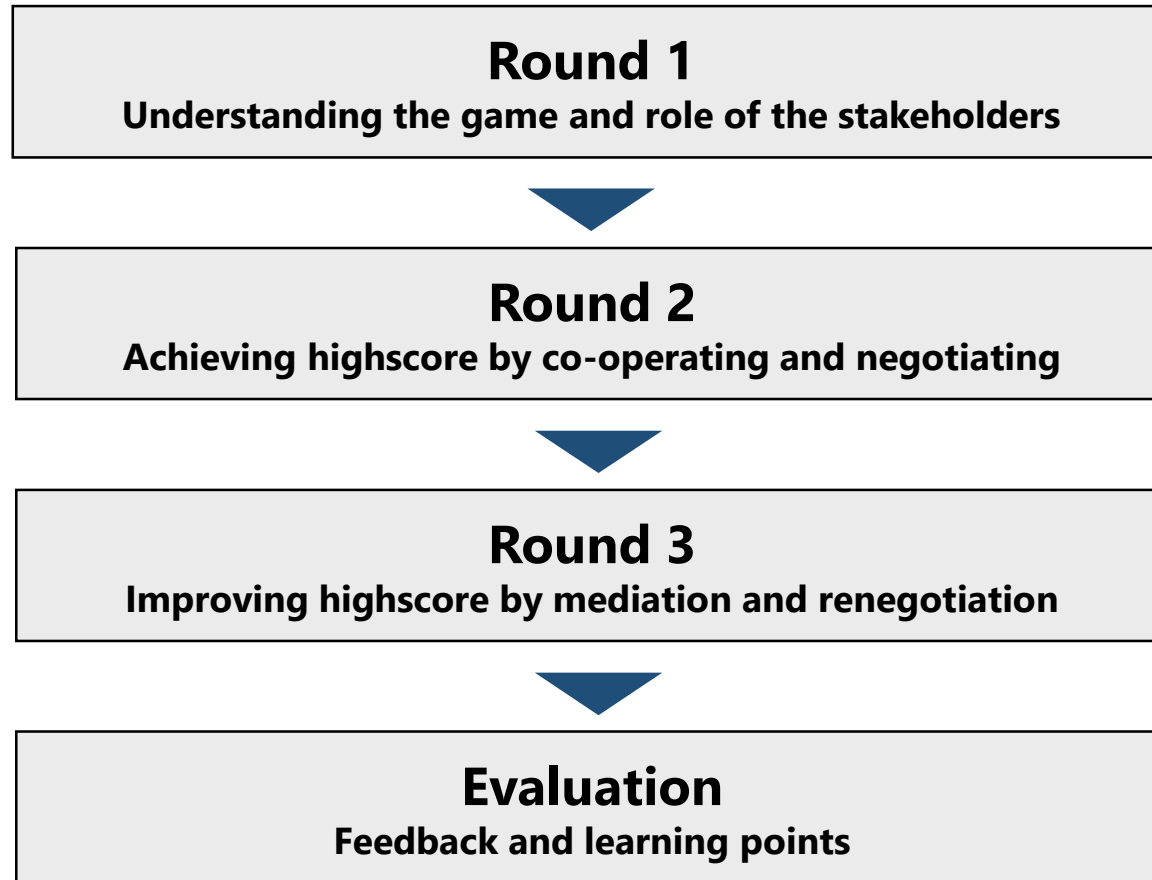 Round 1
Understanding the game and role of the stakeholders
Round 2
Achieving highscore by co-operating and negotiating
Round 3
Improving highscore by mediation and renegotiation
Evaluation
Feedback and learning points